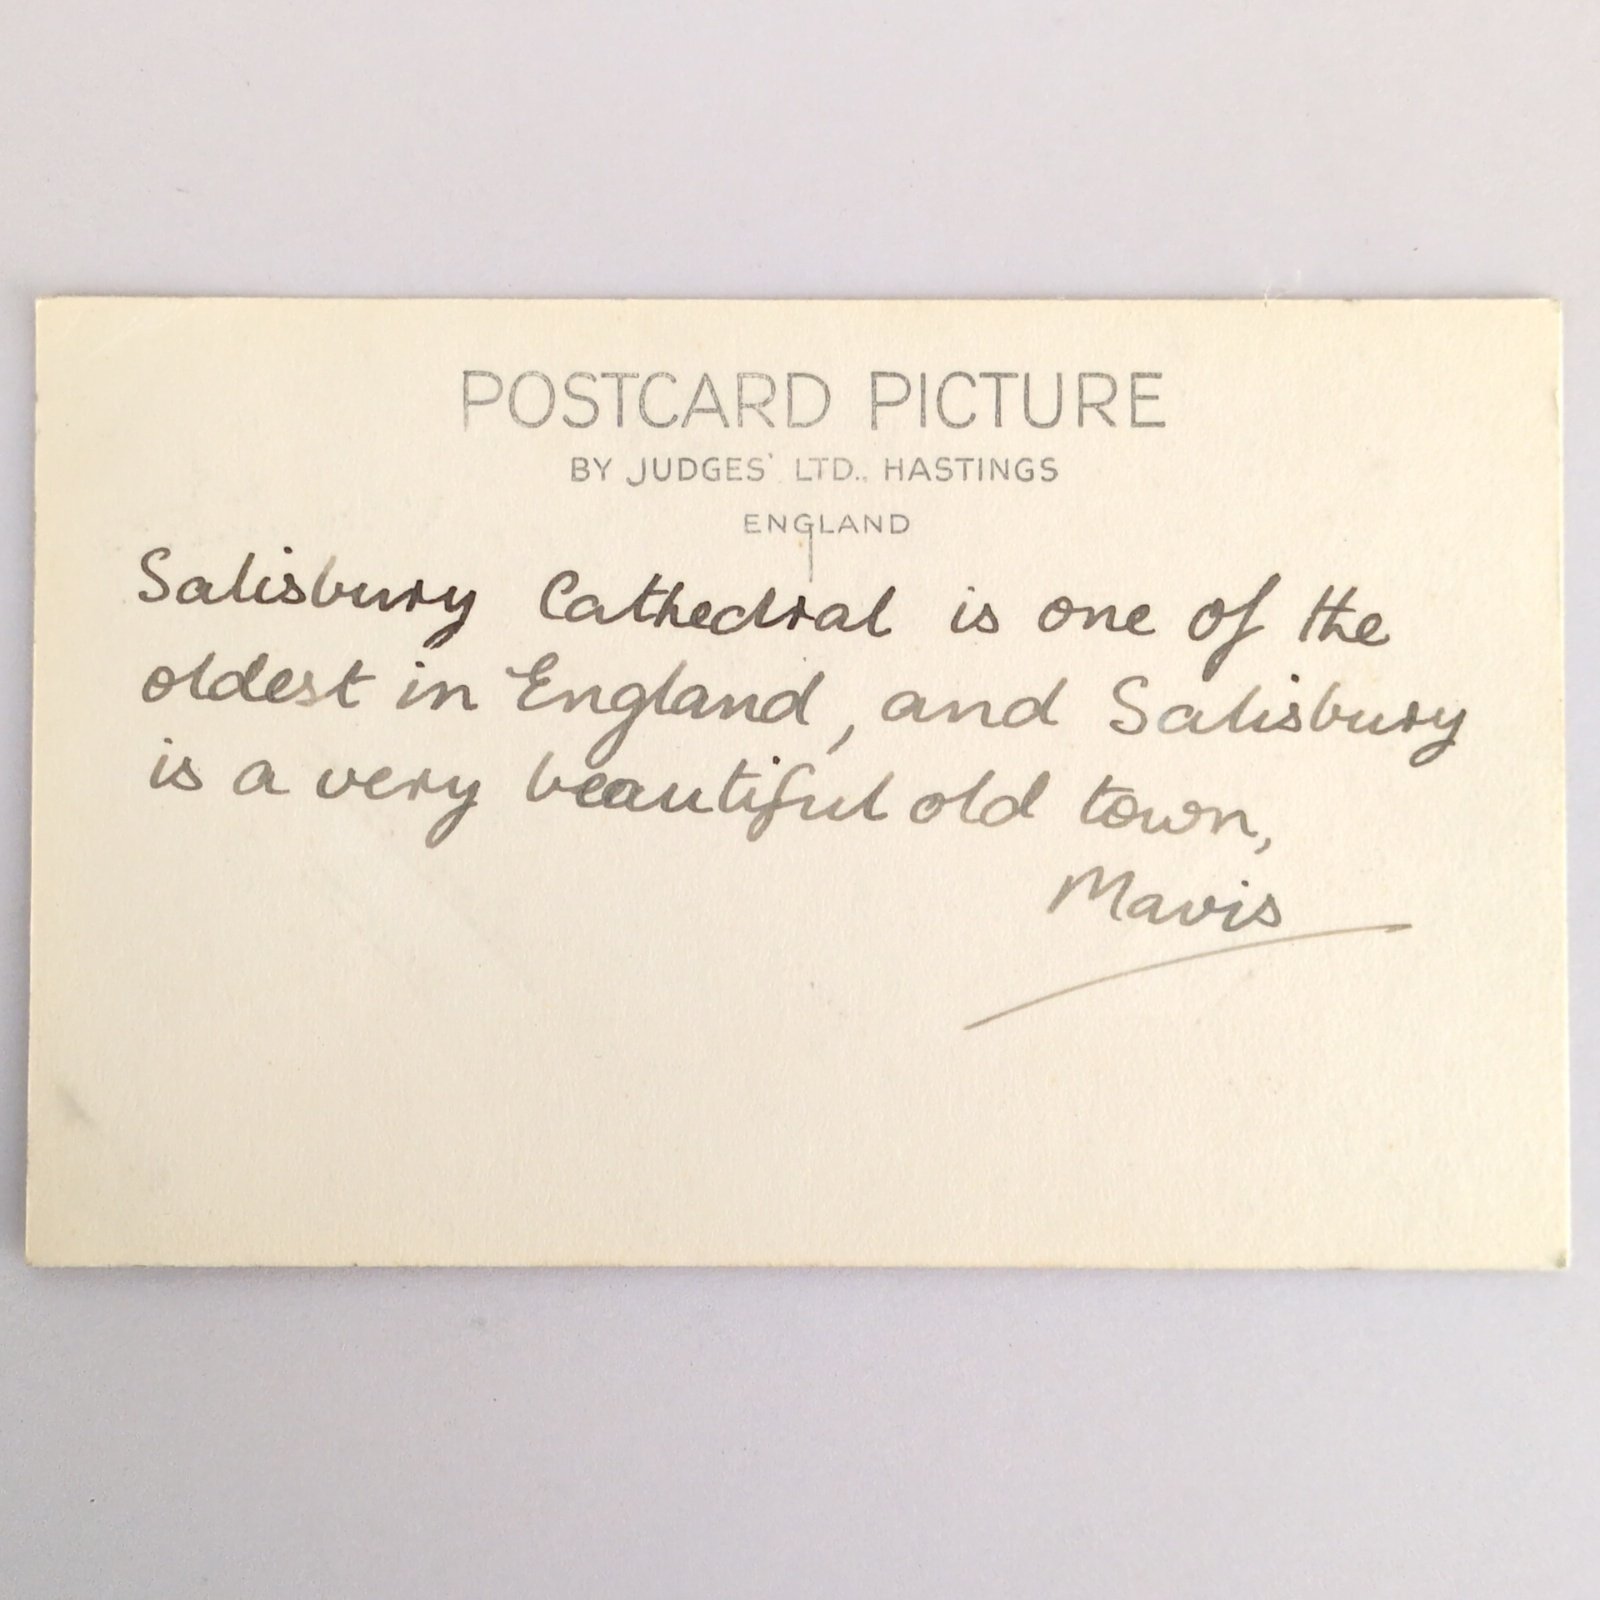 POSTCARD PICTURE
BY JUDGES' LTD., HASTINGS
ENGLAND
Salisbury Cathedral is one of the
oldest in England, and Salisbury
is a very beautiful old town,
Mavis